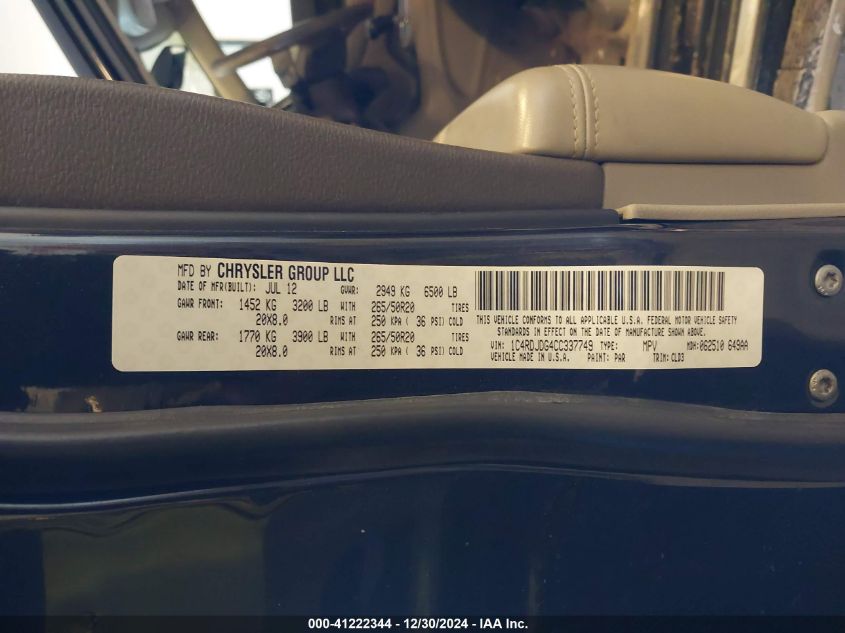 MFD BY CHRYSLER GROUP LLC
DATE OF MFR(BUILT): JUL 12 GVWR: 2949 KG 6500 LB
GAWR FRONT: 1452 KG 3200 LB WITH 265/50R20 TIRES
20X8.0 RIMS AT 250 KPA ( 36 PSI) COLD
GAWR REAR: 1770 KG 3900 LB WITH 265/50R20 TIRES
20X8.0 RIMS AT 250 KPA ( 36 PSI) COLD
THIS VEHICLE CONFORMS TO ALL APPLICABLE U.S.A. FEDERAL MOTOR VEHICLE SAFETY
STANDARDS IN EFFECT ON THE DATE OF MANUFACTURE SHOWN ABOVE.
VIN: 1C4RDJDG4CC337749 TYPE: MPV MDH:062510 649AA
VEHICLE MADE IN U.S.A. PAINT: PAR TRIM: CLD3
000-41222344 - 12/30/2024 - IAA Inc.